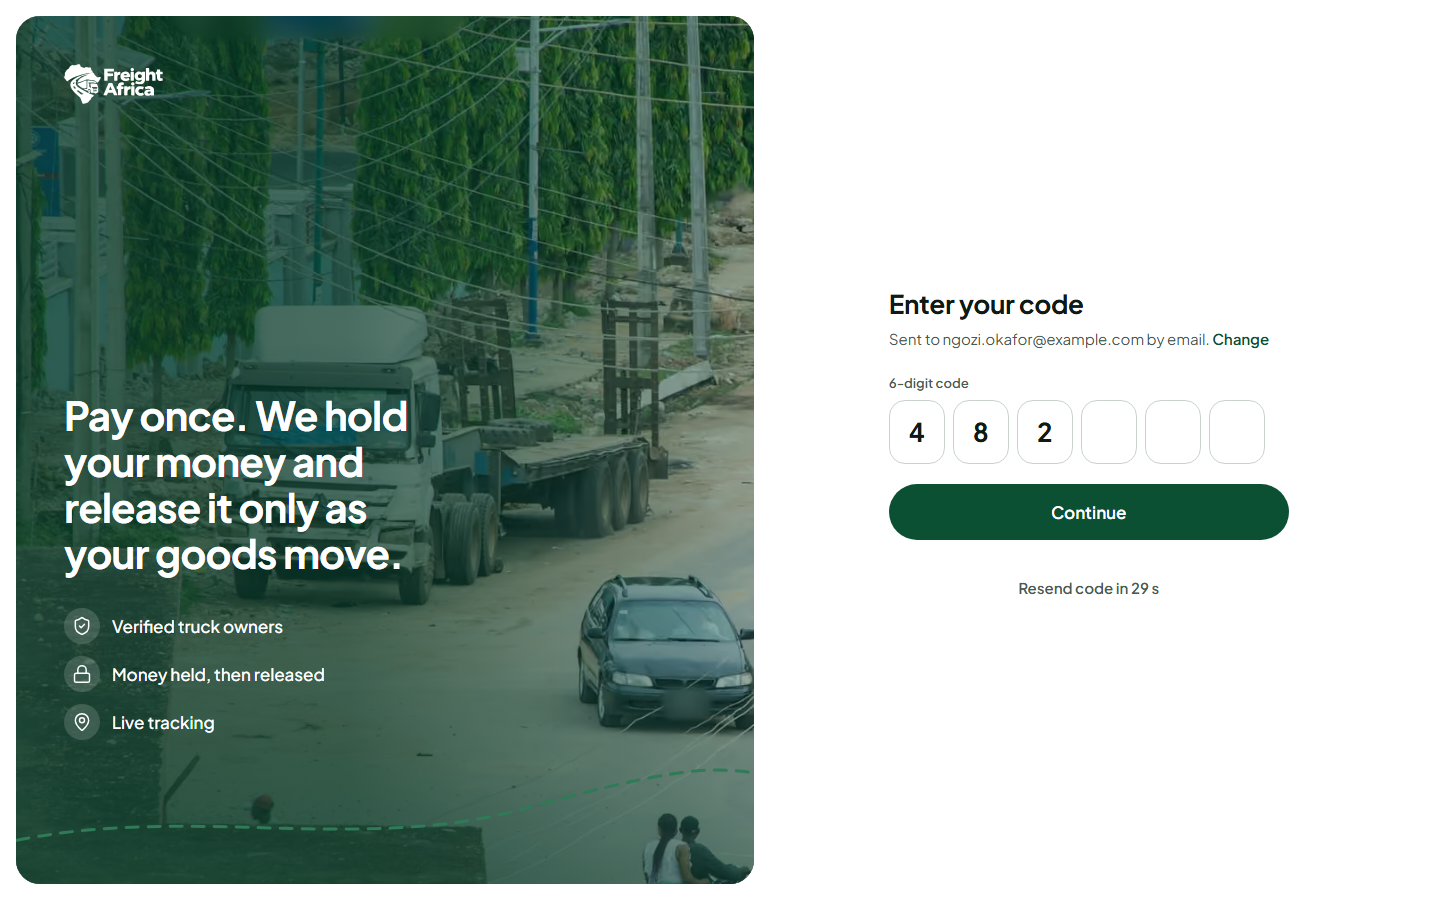 Freight
Africa
Pay once. We hold
your money and
release it only as
your goods move.
Verified truck owners
Money held, then released
Live tracking
Enter your code
Sent to ngozi.okafor@example.com by email. Change
6-digit code
4 8 2
Continue
Resend code in 29 s